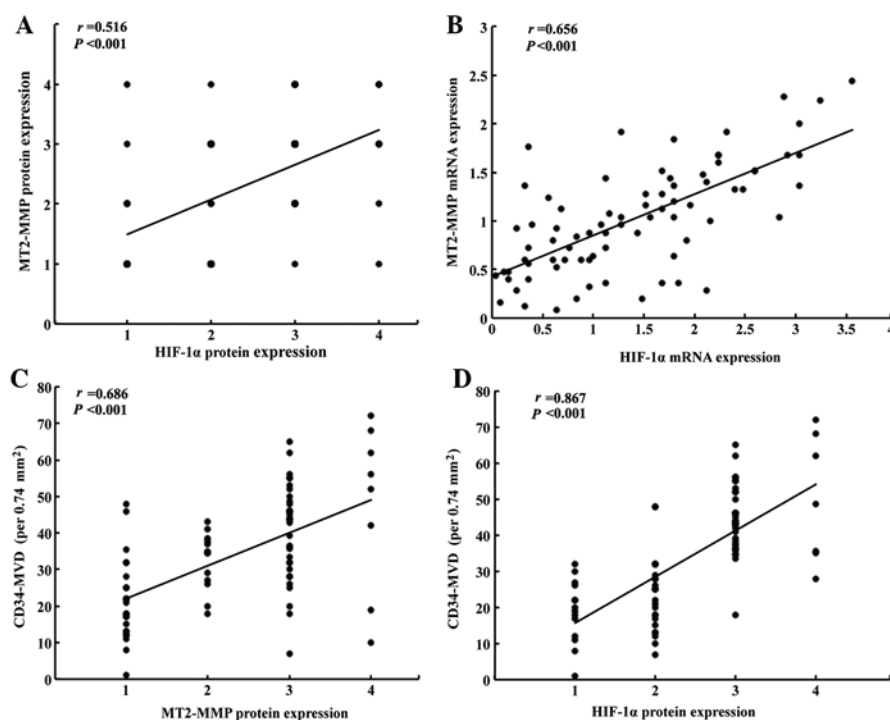 A
r=0.516
P<0.001
MT2-MMP protein expression
5
4
3
2
1
0
1 2 3 4
HIF-1α protein expression
B
r=0.656
P<0.001
MT2-MMP mRNA expression
3
2.5
2
1.5
1
0.5
0
0 0.5 1 1.5 2 2.5 3 3.5 4
HIF-1α mRNA expression
C
r=0.686
P<0.001
CD34-MVD (per 0.74 mm²)
80
70
60
50
40
30
20
10
0
1 2 3 4
MT2-MMP protein expression
D
r=0.867
P<0.001
CD34-MVD (per 0.74 mm²)
80
70
60
50
40
30
20
10
0
1 2 3 4
HIF-1α protein expression